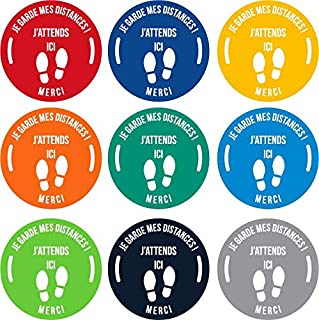 JE GARDE MES DISTANCES !
J'ATTENDS
ICI
MERCI
JE GARDE MES DISTANCES !
J'ATTENDS
ICI
MERCI
JE GARDE MES DISTANCES !
J'ATTENDS
ICI
MERCI
JE GARDE MES DISTANCES !
J'ATTENDS
ICI
MERCI
JE GARDE MES DISTANCES !
J'ATTENDS
ICI
MERCI
JE GARDE MES DISTANCES !
J'ATTENDS
ICI
MERCI
JE GARDE MES DISTANCES !
J'ATTENDS
ICI
MERCI
JE GARDE MES DISTANCES !
J'ATTENDS
ICI
MERCI
JE GARDE MES DISTANCES !
J'ATTENDS
ICI
MERCI